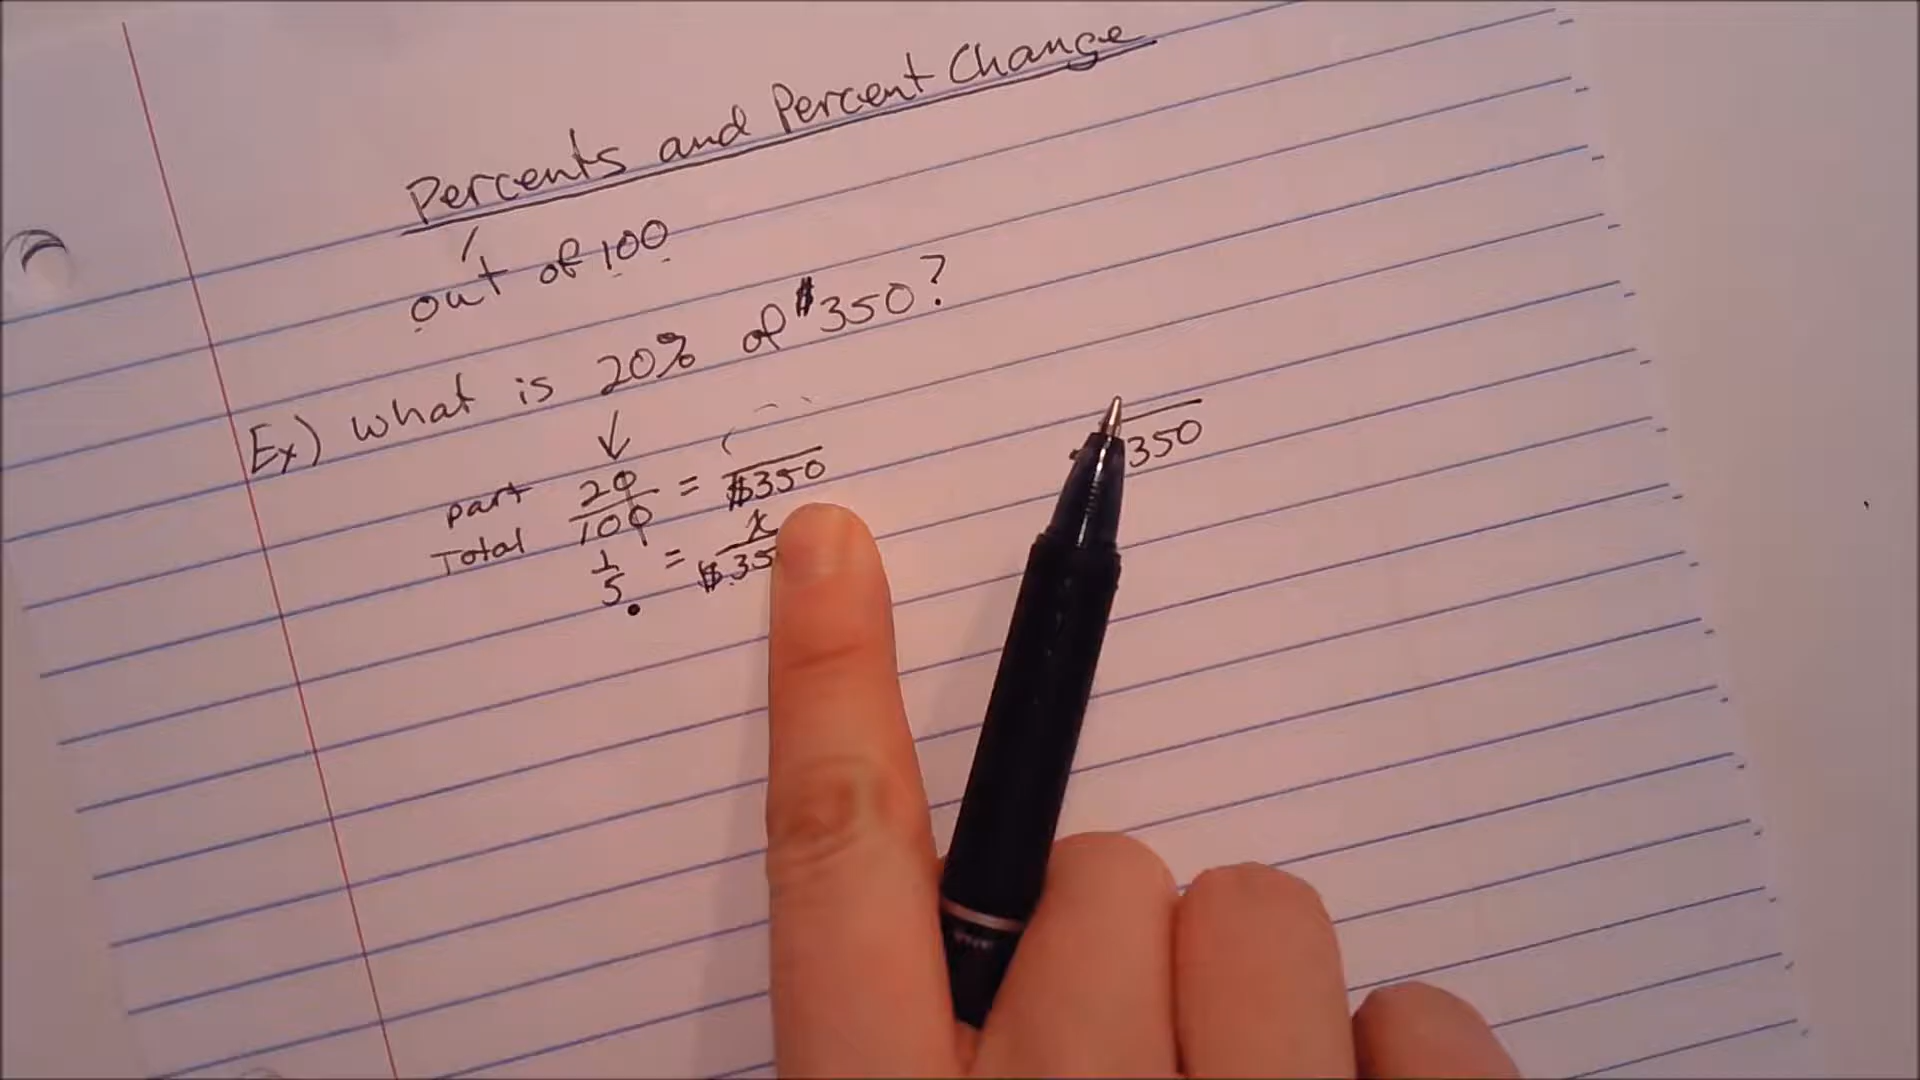 Percents and Percent Change
out of 100
Ex) What is 20% of $350?
part 20 = 
Total 100 $350
1 = x
5 $35
350